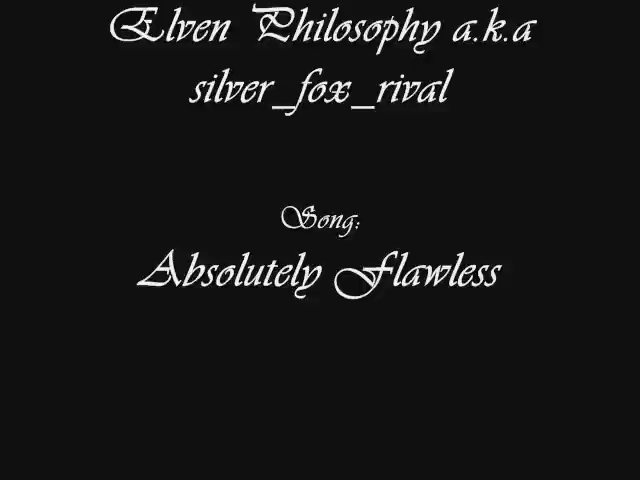 Elven Philosophy a.k.a
silver_fox_rival
Song:
Absolutely Flawless